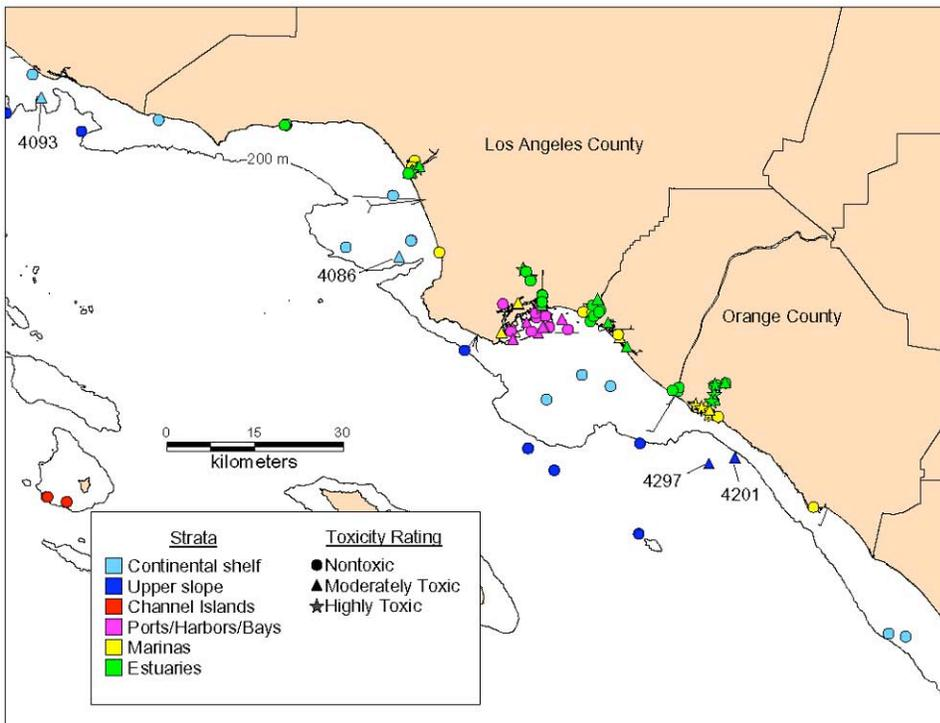 4093
200 m
Los Angeles County
4086
Orange County
0 15 30
kilometers
4297
4201
Strata
Continental shelf
Upper slope
Channel Islands
Ports/Harbors/Bays
Marinas
Estuaries
Toxicity Rating
Nontoxic
Moderately Toxic
Highly Toxic